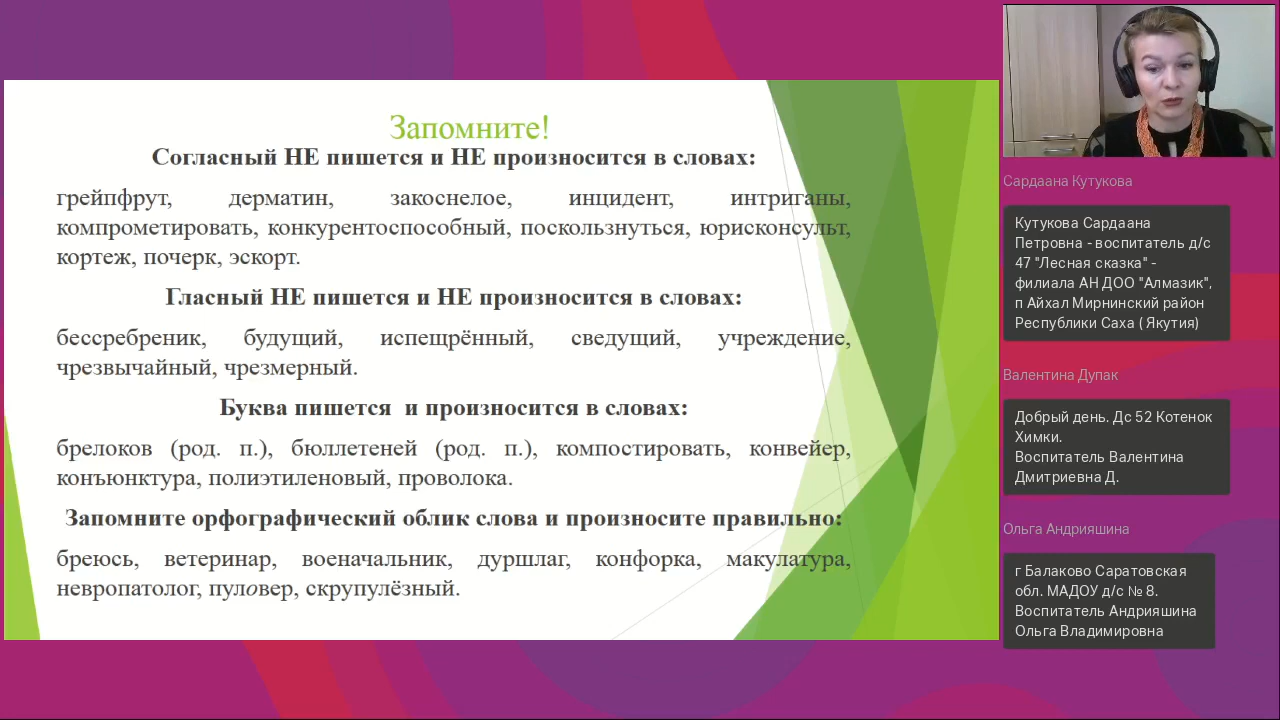 Запомните!
Согласный НЕ пишется и НЕ произносится в словах:
грейпфрут, дерматин, закоснелое, инцидент, интриганы,
компрометировать, конкурентоспособный, поскользнуться, юрисконсульт,
кортеж, почерк, эскорт.
Гласный НЕ пишется и НЕ произносится в словах:
бессребреник, будущий, испещрённый, сведущий, учреждение,
чрезвычайный, чрезмерный.
Буква пишется и произносится в словах:
брелоков (род. п.), бюллетеней (род. п.), компостировать, конвейер,
конъюнктура, полиэтиленовый, проволока.
Запомните орфографический облик слова и произносите правильно:
бреюсь, ветеринар, военачальник, дуршлаг, конфорка, макулатура,
невропатолог, пуловер, скрупулёзный.
Сардаана Кутукова
Кутукова Сардаана
Петровна - воспитатель д/с
47 "Лесная сказка" -
филиала АН ДОО "Алмазик",
п Айхал Мирнинский район
Республики Саха ( Якутия)
Валентина Дупак
Добрый день. Дс 52 Котенок
Химки.
Воспитатель Валентина
Дмитриевна Д.
Ольга Андрияшина
г Балаково Саратовская
обл. МАДОУ д/с № 8.
Воспитатель Андрияшина
Ольга Владимировна